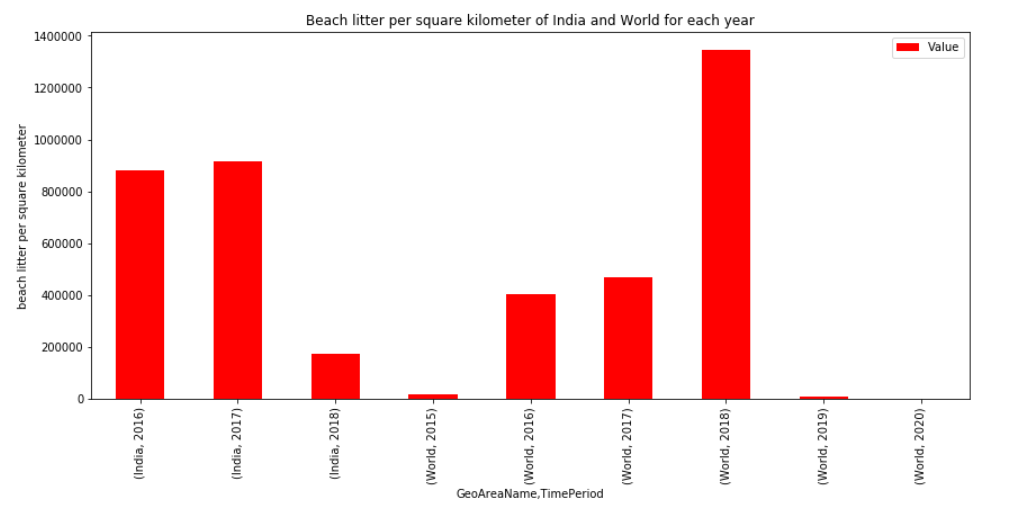 Beach litter per square kilometer of India and World for each year
Value
beach litter per square kilometer
1400000
1200000
1000000
800000
600000
400000
200000
0
(India, 2016)
(India, 2017)
(India, 2018)
(World, 2015)
(World, 2016)
(World, 2017)
(World, 2018)
(World, 2019)
(World, 2020)
GeoAreaName,TimePeriod